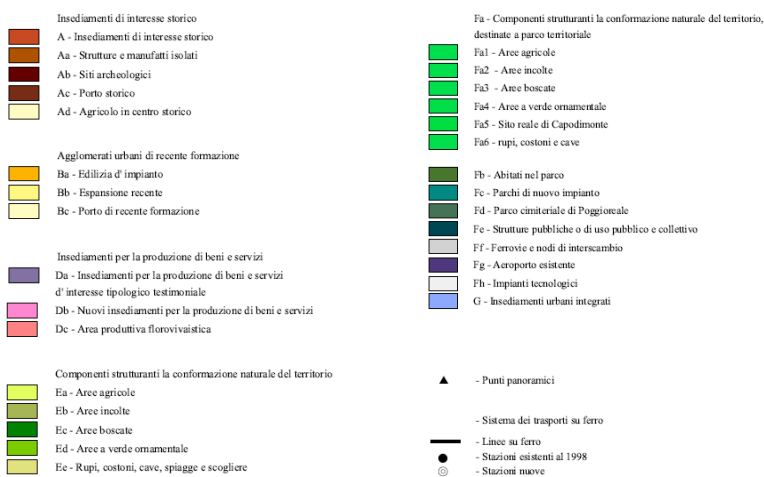 Insediamenti di interesse storico
A - Insediamenti di interesse storico
Aa - Strutture e manufatti isolati
Ab - Siti archeologici
Ac - Porto storico
Ad - Agricolo in centro storico
Agglomerati urbani di recente formazione
Ba - Edilizia d' impianto
Bb - Espansione recente
Bc - Porto di recente formazione
Insediamenti per la produzione di beni e servizi
Da - Insediamenti per la produzione di beni e servizi
d' interesse tipologico testimoniale
Db - Nuovi insediamenti per la produzione di beni e servizi
Dc - Area produttiva florovivaistica
Componenti strutturanti la conformazione naturale del territorio
Ea - Aree agricole
Eb - Aree incolte
Ec - Aree boscate
Ed - Aree a verde ornamentale
Ee - Rupi, costoni, cave, spiagge e scogliere
Fa - Componenti strutturanti la conformazione naturale del territorio,
destinate a parco territoriale
Fa1 - Aree agricole
Fa2 - Aree incolte
Fa3 - Aree boscate
Fa4 - Aree a verde ornamentale
Fa5 - Sito reale di Capodimonte
Fa6 - rupi, costoni e cave
Fb - Abitati nel parco
Fc - Parchi di nuovo impianto
Fd - Parco cimiteriale di Poggioreale
Fe - Strutture pubbliche o di uso pubblico e collettivo
Ff - Ferrovie e nodi di interscambio
Fg - Aeroporto esistente
Fh - Impianti tecnologici
G - Insediamenti urbani integrati
- Punti panoramici
- Sistema dei trasporti su ferro
- Linee su ferro
- Stazioni esistenti al 1998
- Stazioni nuove